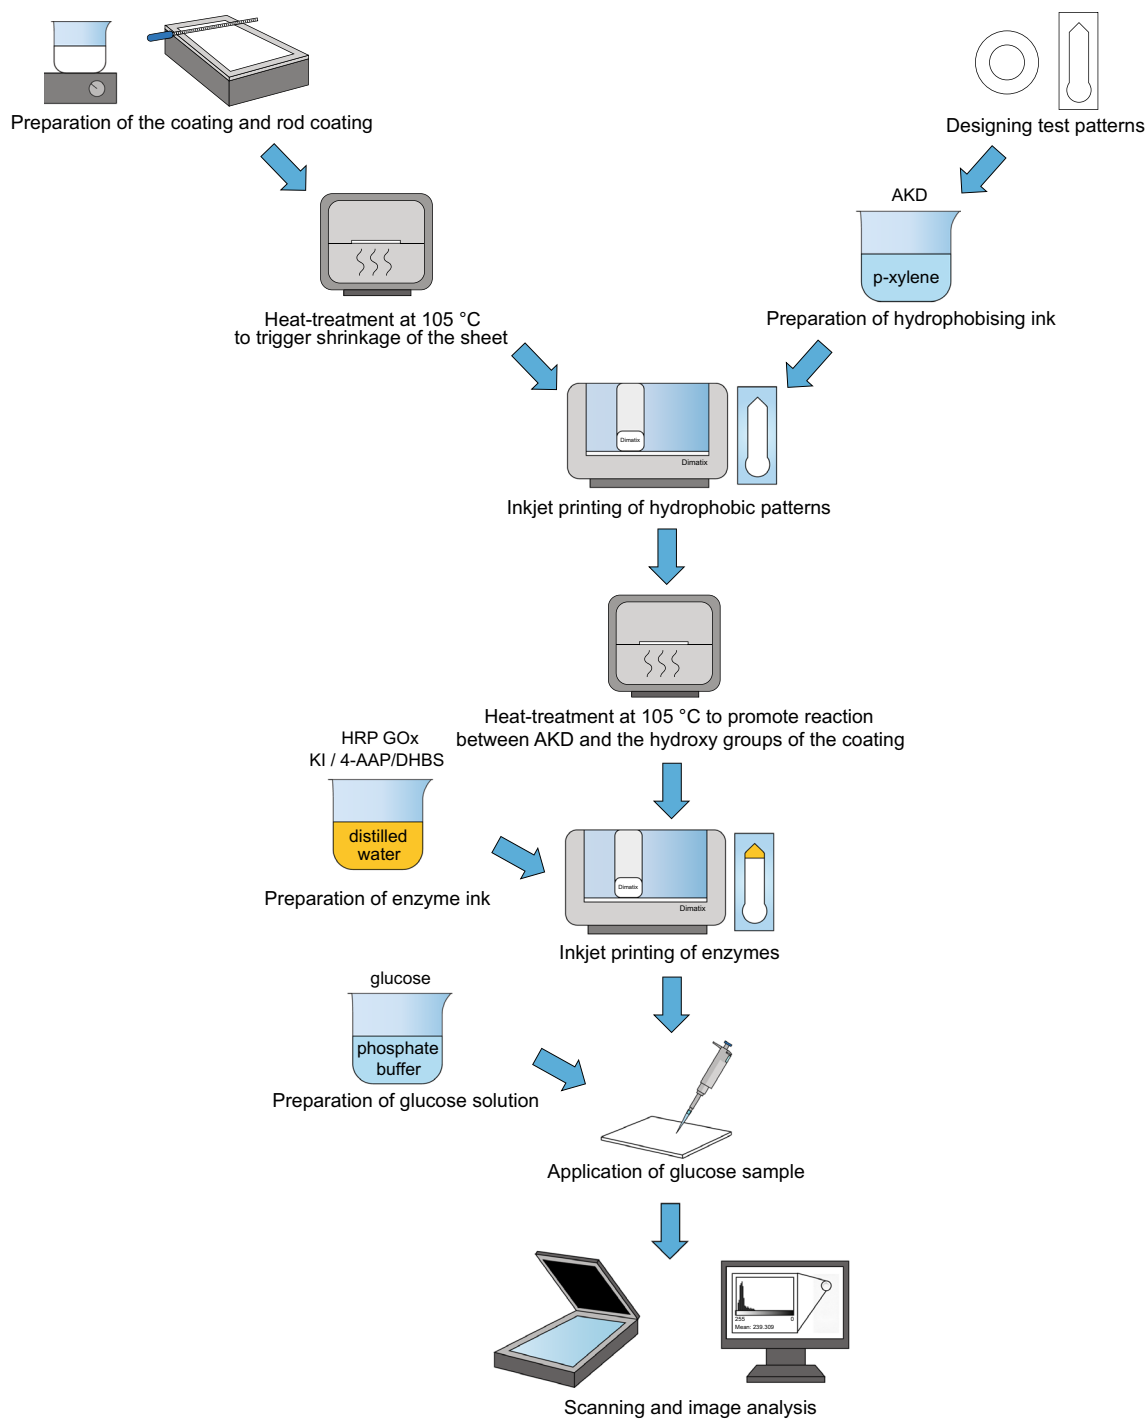 Preparation of the coating and rod coating
Designing test patterns
AKD
p-xylene
Heat-treatment at 105 °C
to trigger shrinkage of the sheet
Preparation of hydrophobising ink
Dimatix
Dimatix
Inkjet printing of hydrophobic patterns
Heat-treatment at 105 °C to promote reaction
between AKD and the hydroxy groups of the coating
HRP GOx
KI / 4-AAP/DHBS
distilled
water
Preparation of enzyme ink
Dimatix
Dimatix
Inkjet printing of enzymes
glucose
phosphate
buffer
Preparation of glucose solution
Application of glucose sample
255 0
Mean: 239.309
Scanning and image analysis